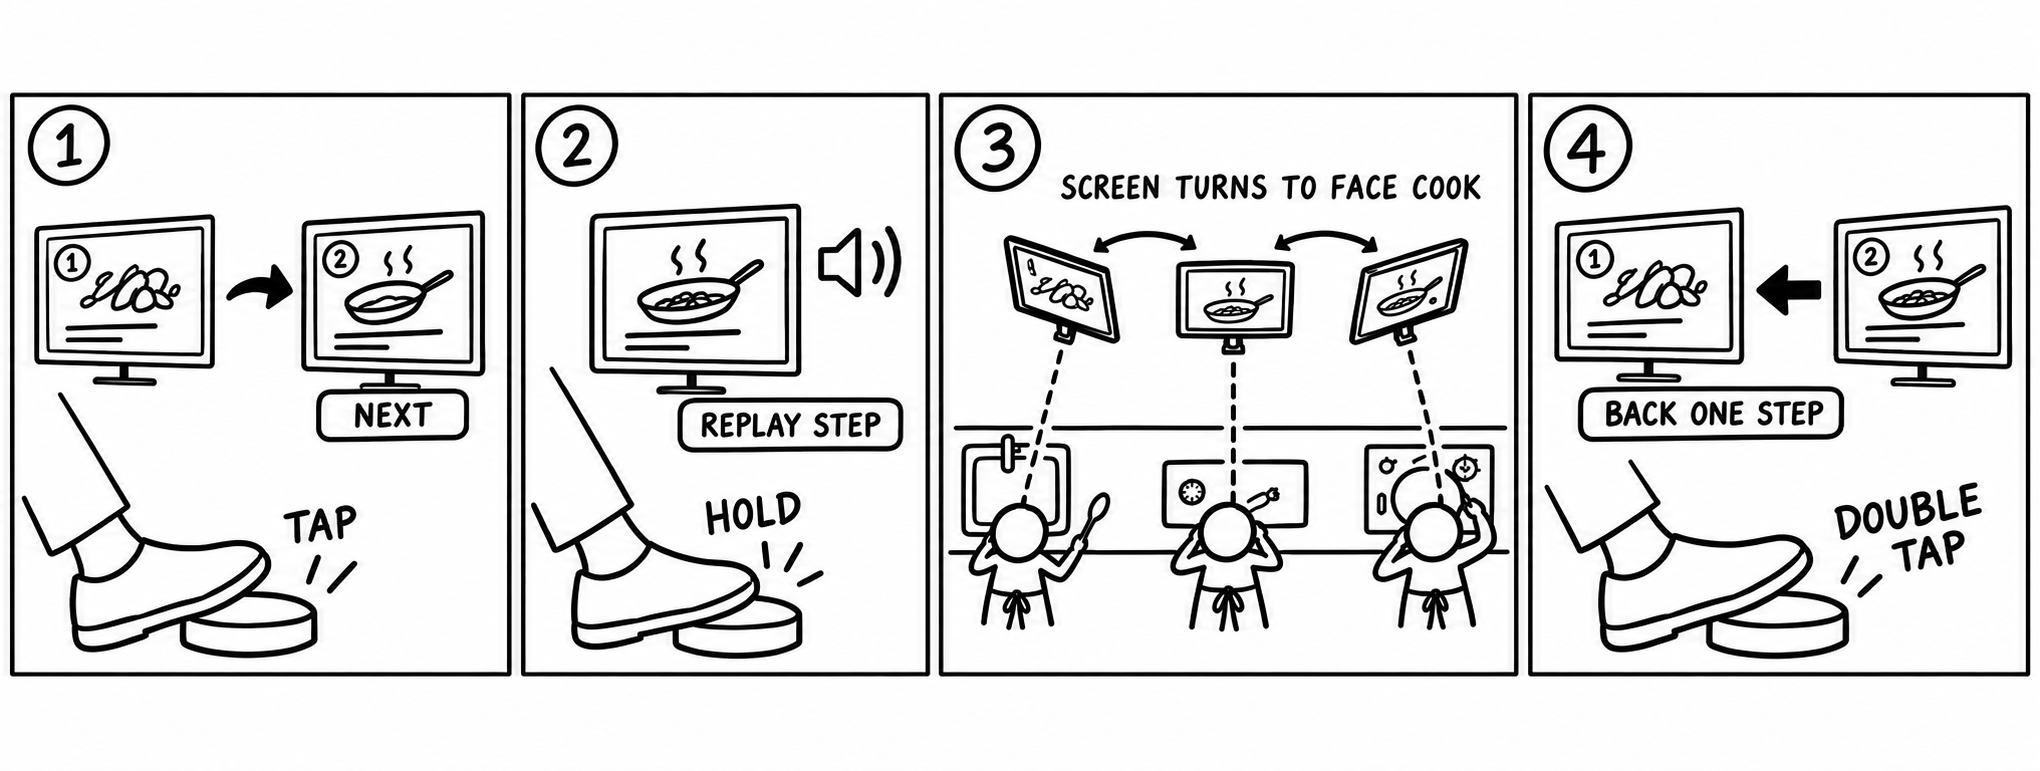 1
1
2
NEXT
TAP
2
REPLAY STEP
HOLD
3
SCREEN TURNS TO FACE COOK
4
1
2
BACK ONE STEP
DOUBLE
TAP